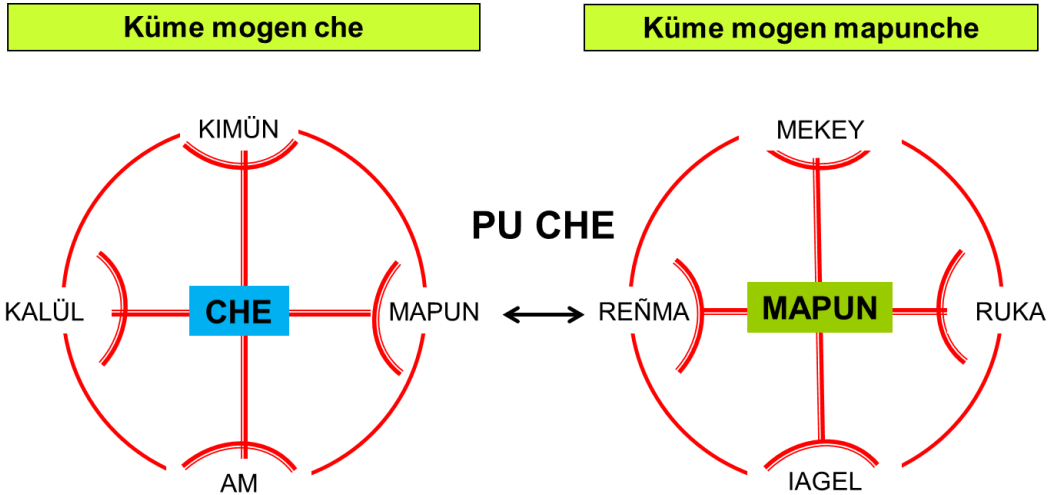 Küme mogen che
Küme mogen mapunche
KIMÜN
MEKEY
PU CHE
KALÜL
CHE
MAPUN
REÑMA
MAPUN
RUKA
AM
IAGEL